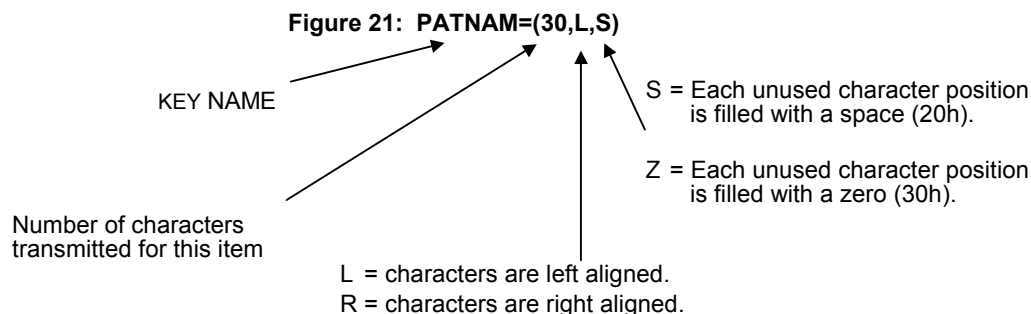 Figure 21: PATNAM=(30,L,S)
KEY NAME
S = Each unused character position
is filled with a space (20h).
Z = Each unused character position
is filled with a zero (30h).
Number of characters
transmitted for this item
L = characters are left aligned.
R = characters are right aligned.